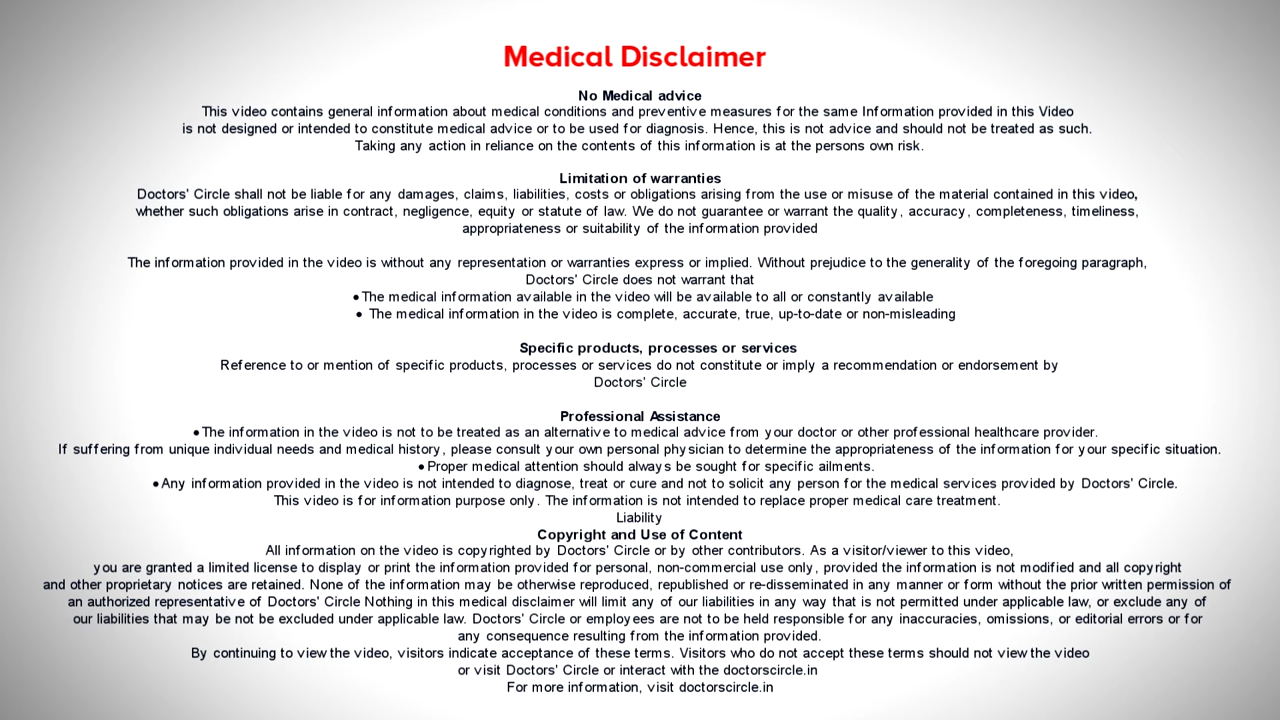 Medical Disclaimer
No Medical advice
This video contains general information about medical conditions and preventive measures for the same Information provided in this Video
is not designed or intended to constitute medical advice or to be used for diagnosis. Hence, this is not advice and should not be treated as such.
Taking any action in reliance on the contents of this information is at the persons own risk.
Limitation of warranties
Doctors' Circle shall not be liable for any damages, claims, liabilities, costs or obligations arising from the use or misuse of the material contained in this video,
whether such obligations arise in contract, negligence, equity or statute of law. We do not guarantee or warrant the quality, accuracy, completeness, timeliness,
appropriateness or suitability of the information provided
The information provided in the video is without any representation or warranties express or implied. Without prejudice to the generality of the foregoing paragraph,
Doctors' Circle does not warrant that
• The medical information available in the video will be available to all or constantly available
• The medical information in the video is complete, accurate, true, up-to-date or non-misleading
Specific products, processes or services
Reference to or mention of specific products, processes or services do not constitute or imply a recommendation or endorsement by
Doctors' Circle
Professional Assistance
• The information in the video is not to be treated as an alternative to medical advice from your doctor or other professional healthcare provider.
If suffering from unique individual needs and medical history, please consult your own personal physician to determine the appropriateness of the information for your specific situation.
• Proper medical attention should always be sought for specific ailments.
• Any information provided in the video is not intended to diagnose, treat or cure and not to solicit any person for the medical services provided by Doctors' Circle.
This video is for information purpose only. The information is not intended to replace proper medical care treatment.
Liability
Copyright and Use of Content
All information on the video is copyrighted by Doctors' Circle or by other contributors. As a visitor/viewer to this video,
you are granted a limited license to display or print the information provided for personal, non-commercial use only, provided the information is not modified and all copyright
and other proprietary notices are retained. None of the information may be otherwise reproduced, republished or re-disseminated in any manner or form without the prior written permission of
an authorized representative of Doctors' Circle Nothing in this medical disclaimer will limit any of our liabilities in any way that is not permitted under applicable law, or exclude any of
our liabilities that may be not be excluded under applicable law. Doctors' Circle or employees are not to be held responsible for any inaccuracies, omissions, or editorial errors or for
any consequence resulting from the information provided.
By continuing to view the video, visitors indicate acceptance of these terms. Visitors who do not accept these terms should not view the video
or visit Doctors' Circle or interact with the doctorscircle.in
For more information, visit doctorscircle.in